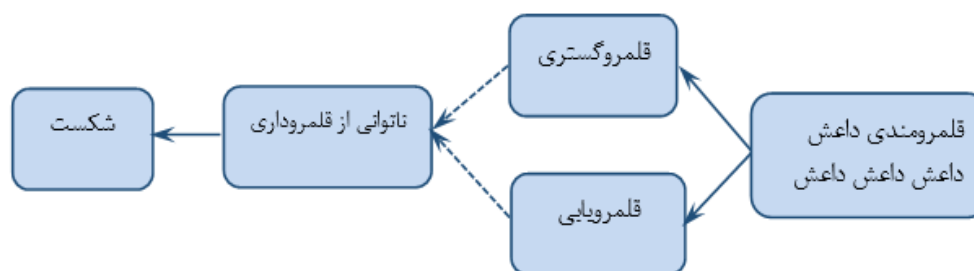 قلمرومندی داعش
داعش داعش داعش
قلمروگستری
قلمرویابی
ناتوانی از قلمروداری
شکست